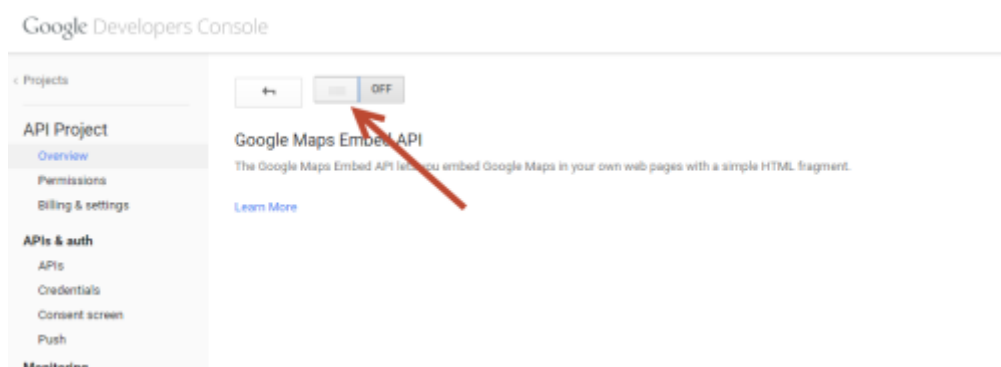 Google Developers Console
< Projects
API Project
Overview
Permissions
Billing & settings
APIs & auth
APIs
Credentials
Consent screen
Push
Monitoring
OFF
Google Maps Embed API
The Google Maps Embed API lets you embed Google Maps in your own web pages with a simple HTML fragment.
Learn More